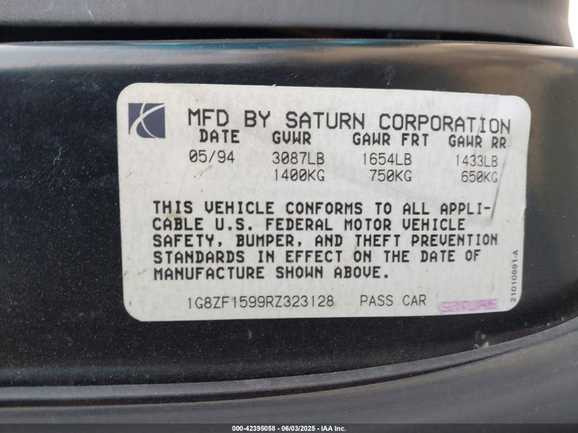 MFD BY SATURN CORPORATION
DATE GVWR GAWR FRT GAWR RR
05/94 3087LB 1654LB 1433LB
1400KG 750KG 650KG
THIS VEHICLE CONFORMS TO ALL APPLI-
CABLE U.S. FEDERAL MOTOR VEHICLE
SAFETY, BUMPER, AND THEFT PREVENTION
STANDARDS IN EFFECT ON THE DATE OF
MANUFACTURE SHOWN ABOVE.
1G8ZF1599RZ323128 PASS CAR
21010991-A
000-42395058 - 06/03/2025 - IAA Inc.